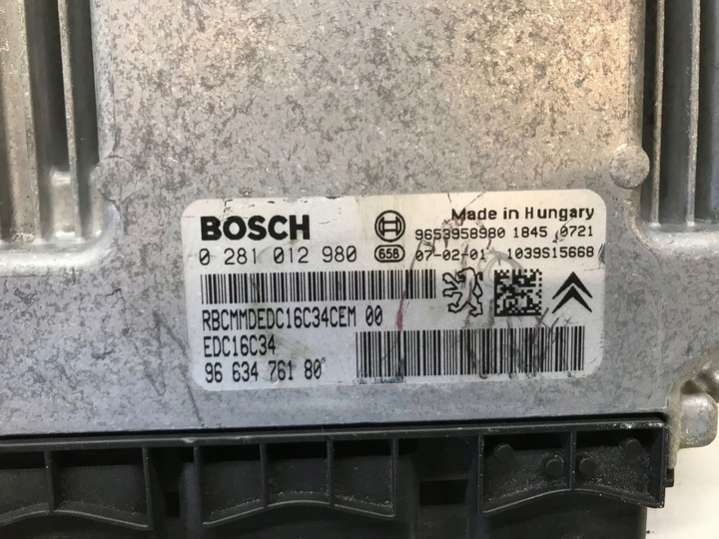 BOSCH
Made in Hungary
9653958980 1845 0721
0 281 012 980 658 07-02-01 1039S15668
RBCMMDEDC16C34CEM 00
EDC16C34
96 634 761 80